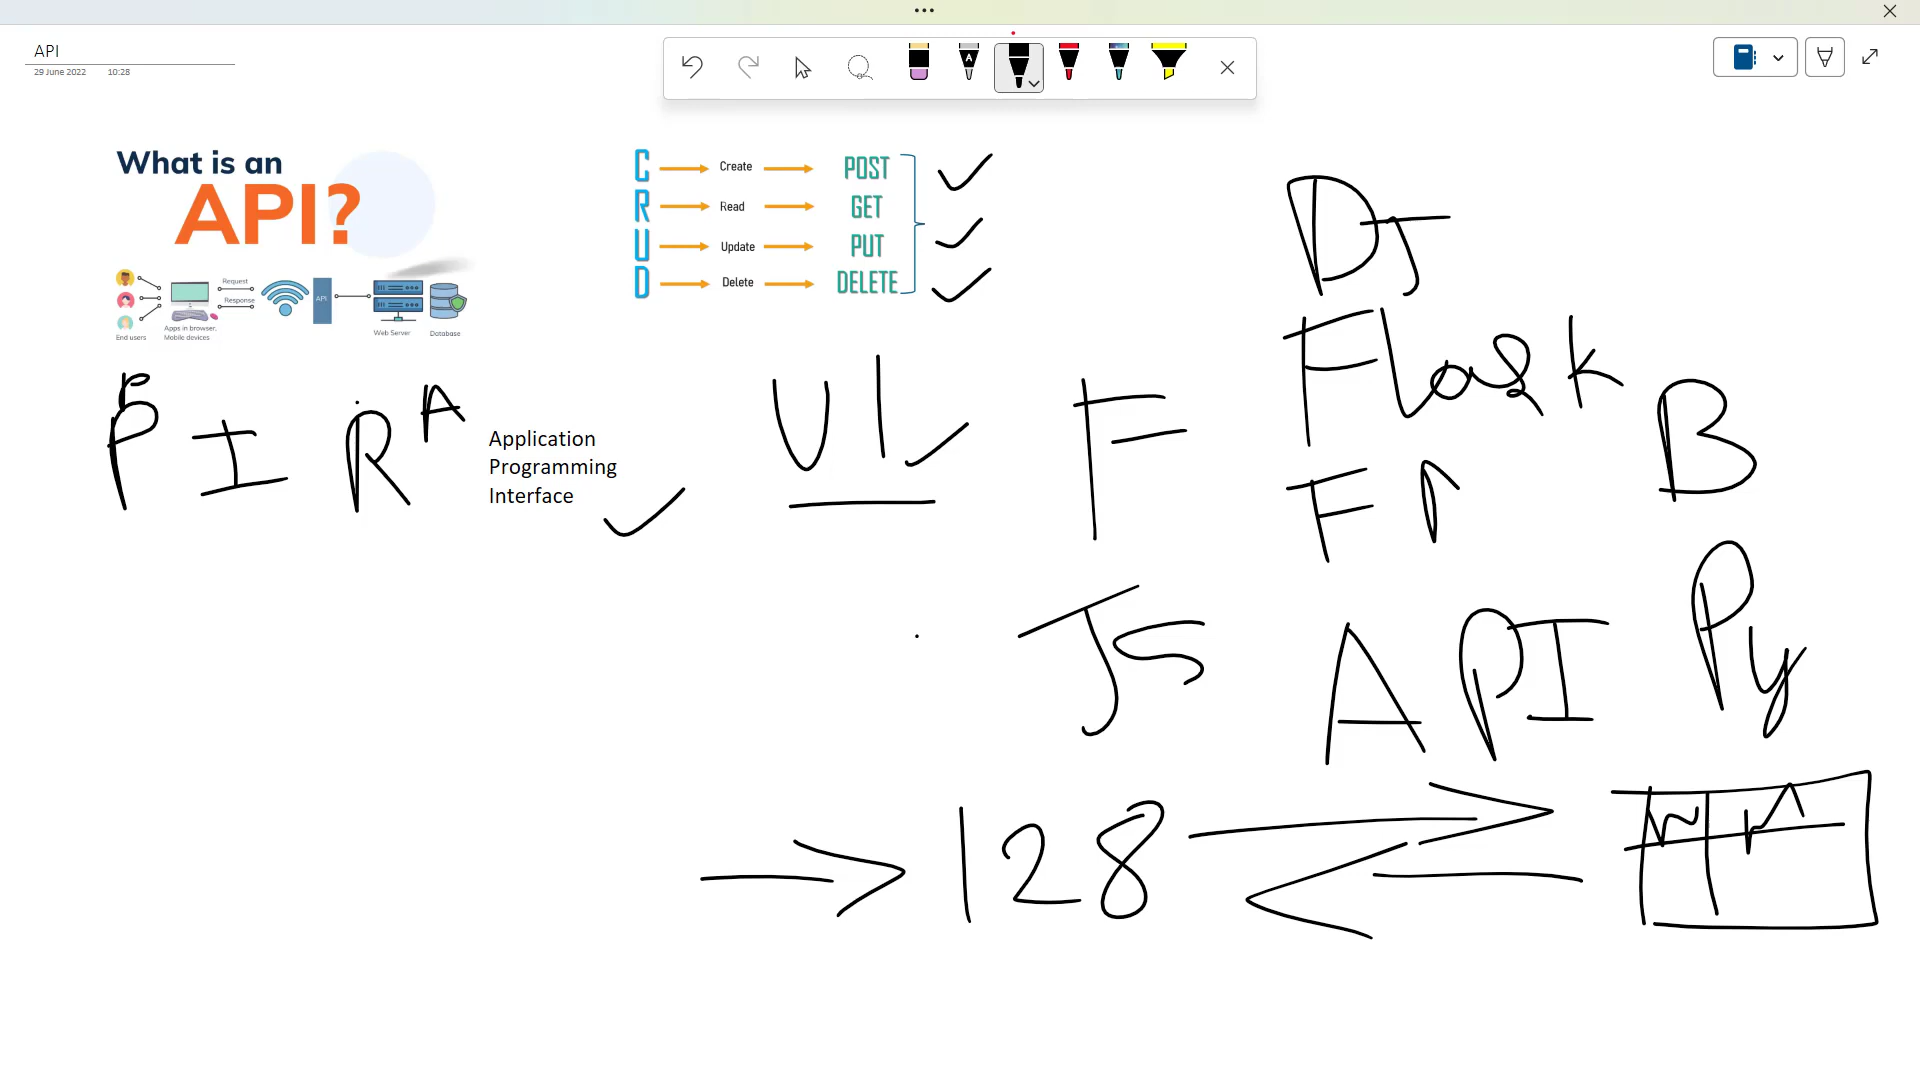 API
29 June 2022 10:28
What is an
API?
Request
Response
API
End users
Apps in browser,
Mobile devices
Web Server
Database
C Create POST
R Read GET
U Update PUT
D Delete DELETE
Dj
Flask
F
B
P I R A
Application
Programming
Interface
UL
F
JS
API
Py
128